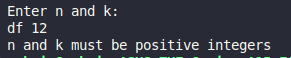 Enter n and k:
df 12
n and k must be positive integers